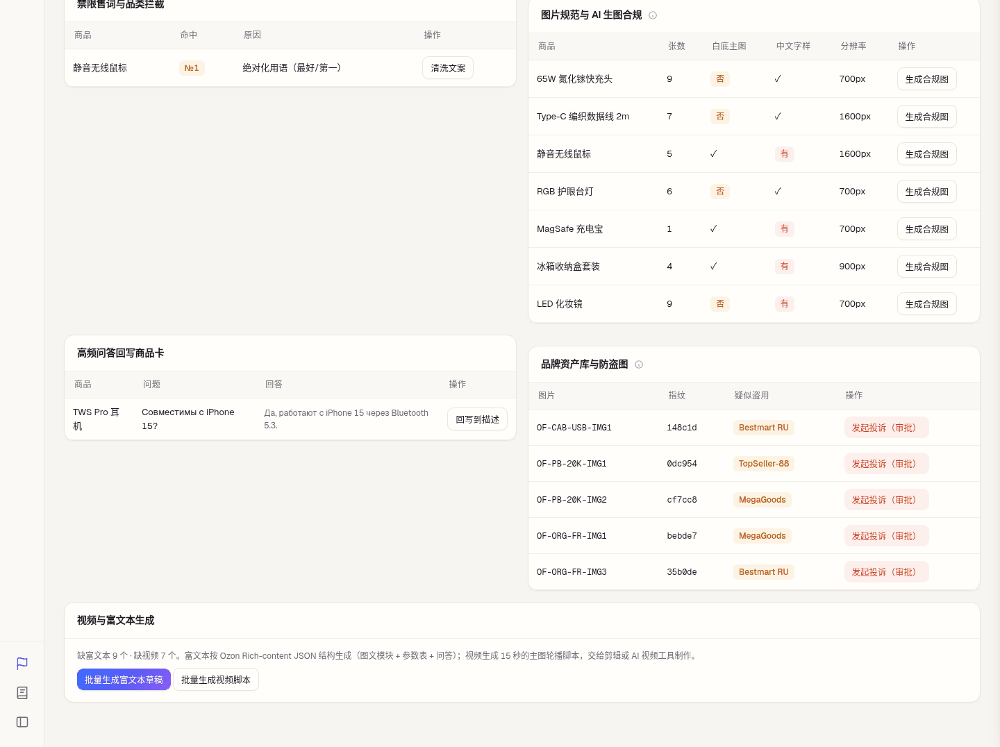 禁限售词与品类拦截
商品 命中 原因 操作
静音无线鼠标 №1 绝对化用语（最好/第一） 清洗文案
图片规范与 AI 生图合规
商品 张数 白底主图 中文字样 分辨率 操作
65W 氮化镓快充头 9 否 ✓ 700px 生成合规图
Type-C 编织数据线 2m 7 否 ✓ 1600px 生成合规图
静音无线鼠标 5 ✓ 有 1600px 生成合规图
RGB 护眼台灯 6 否 ✓ 700px 生成合规图
MagSafe 充电宝 1 ✓ 有 700px 生成合规图
冰箱收纳盒套装 4 ✓ 有 900px 生成合规图
LED 化妆镜 9 否 有 700px 生成合规图
高频问答回写商品卡
商品 问题 回答 操作
TWS Pro 耳机 Совместимы с iPhone 15? Да, работают с iPhone 15 через Bluetooth 5.3. 回写到描述
品牌资产库与防盗图
图片 指纹 疑似盗用 操作
OF-CAB-USB-IMG1 148c1d Bestmart RU 发起投诉（审批）
OF-PB-20K-IMG1 0dc954 TopSeller-88 发起投诉（审批）
OF-PB-20K-IMG2 cf7cc8 MegaGoods 发起投诉（审批）
OF-ORG-FR-IMG1 bebde7 MegaGoods 发起投诉（审批）
OF-ORG-FR-IMG3 35b0de Bestmart RU 发起投诉（审批）
视频与富文本生成
缺富文本 9 个 · 缺视频 7 个。富文本按 Ozon Rich-content JSON 结构生成（图文模块 + 参数表 + 问答）；视频生成 15 秒的主图轮播脚本，交给剪辑或 AI 视频工具制作。
批量生成富文本草稿 批量生成视频脚本